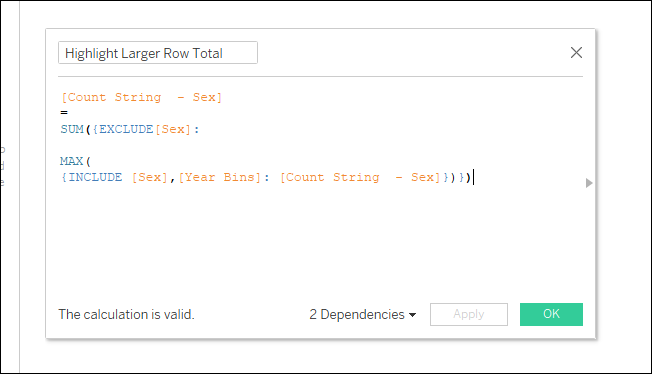 Highlight Larger Row Total
[Count String  - Sex]
=
SUM({EXCLUDE[Sex]:
MAX(
{INCLUDE [Sex],[Year Bins]: [Count String  - Sex]})})
The calculation is valid.
2 Dependencies
Apply
OK